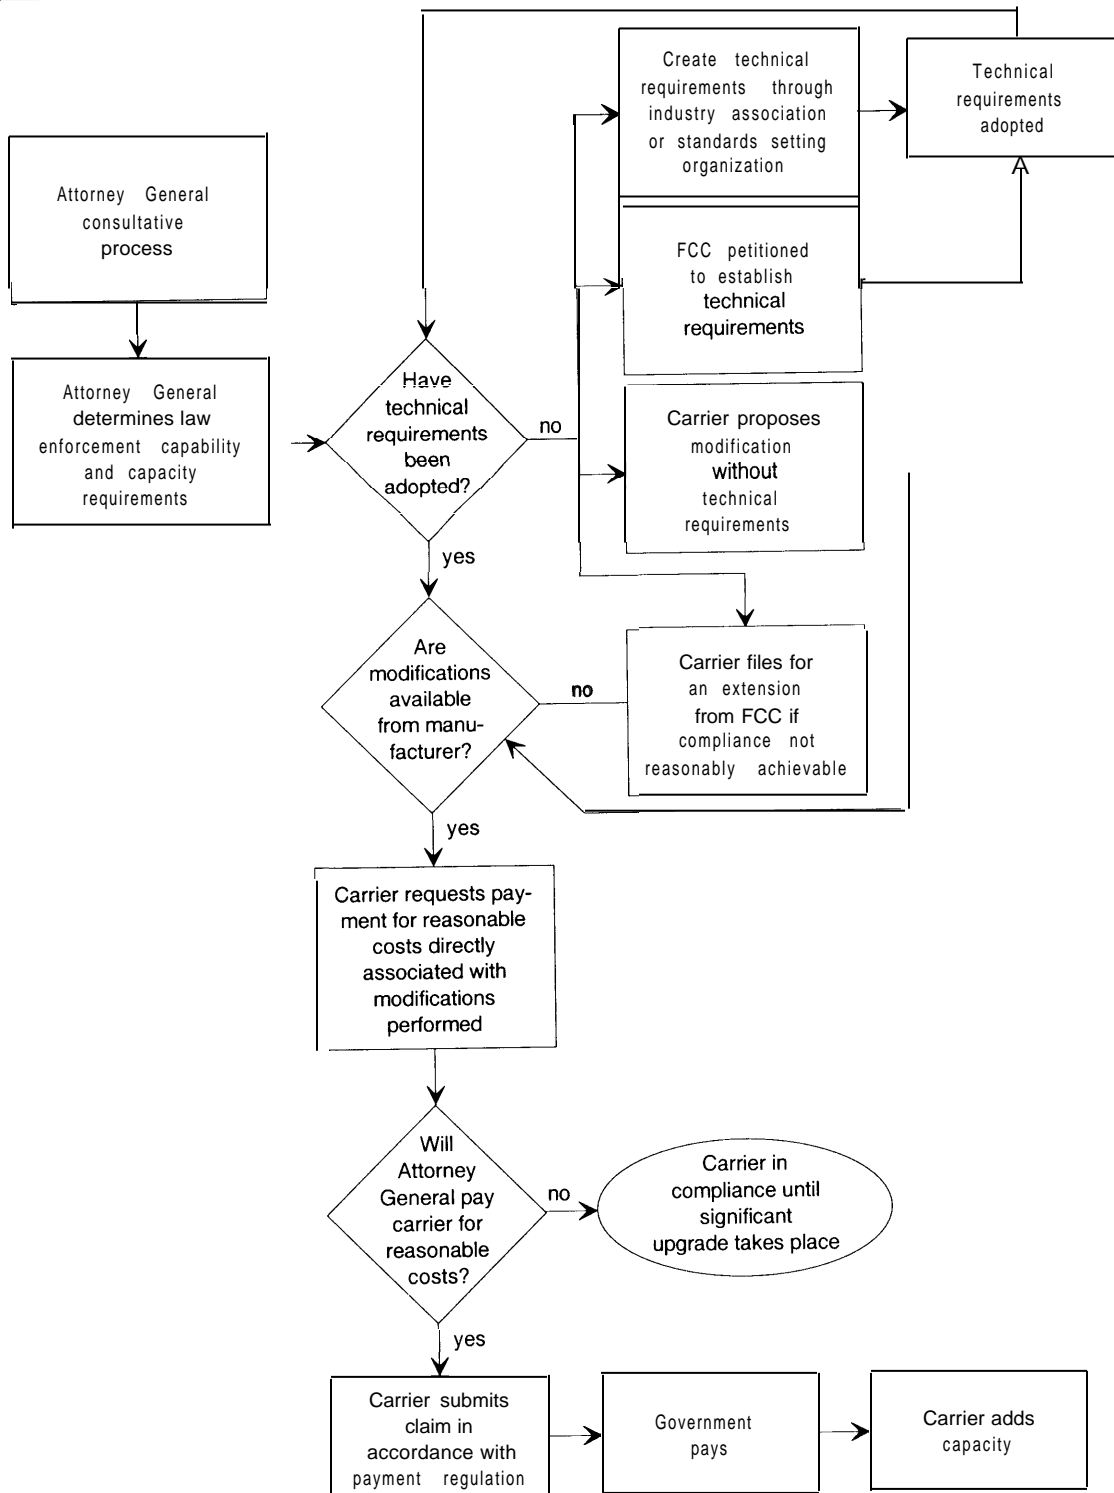 Create technical
requirements through
industry association
or standards setting
organization
Technical
requirements
adopted
Attorney General
consultative
process
FCC petitioned
to establish
technical
requirements
Attorney General
determines law
enforcement capability
and capacity
requirements
Have
technical
requirements
been
adopted?
no
Carrier proposes
modification
without
technical
requirements
yes
Are
modifications
available
from manu-
facturer?
no
Carrier files for
an extension
from FCC if
compliance not
reasonably achievable
yes
Carrier requests pay-
ment for reasonable
costs directly
associated with
modifications
performed
Will
Attorney
General pay
carrier for
reasonable
costs?
no
Carrier in
compliance until
significant
upgrade takes place
yes
Carrier submits
claim in
accordance with
payment regulation
Government
pays
Carrier adds
capacity